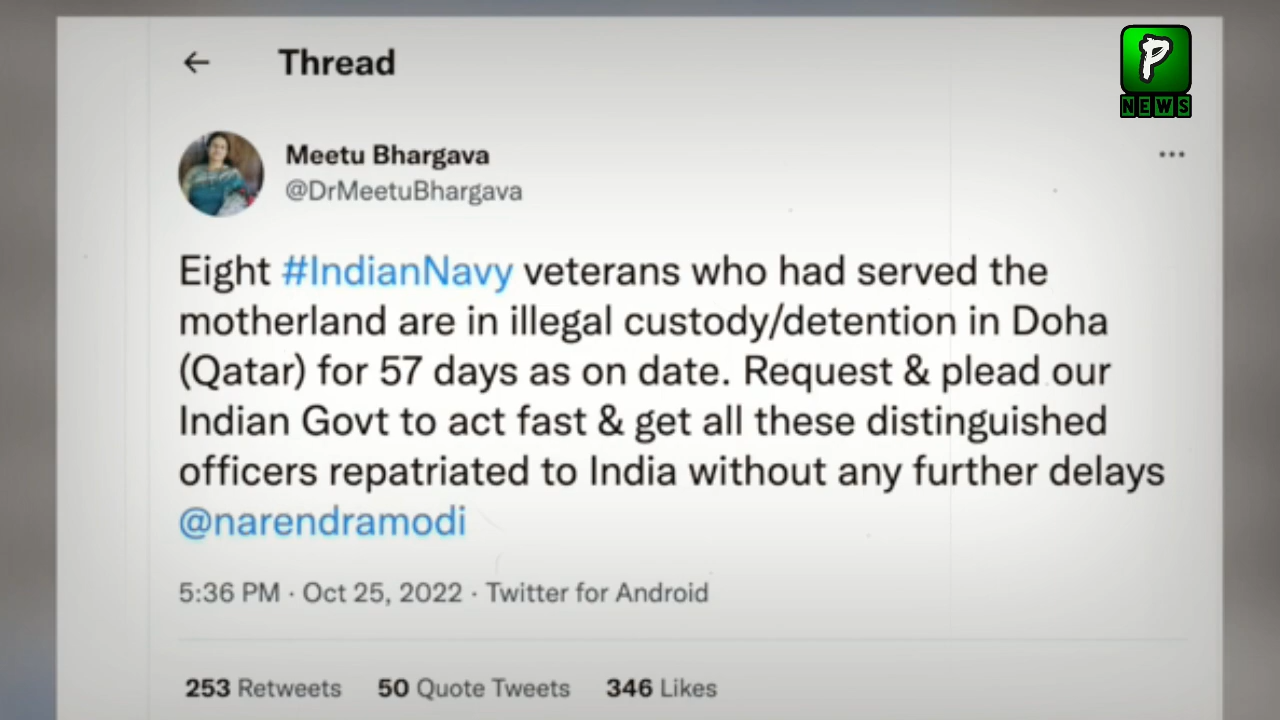 Thread
P
NEWS
Meetu Bhargava
@DrMeetuBhargava
Eight #IndianNavy veterans who had served the
motherland are in illegal custody/detention in Doha
(Qatar) for 57 days as on date. Request & plead our
Indian Govt to act fast & get all these distinguished
officers repatriated to India without any further delays
@narendramodi
5:36 PM · Oct 25, 2022 · Twitter for Android
253 Retweets 50 Quote Tweets 346 Likes